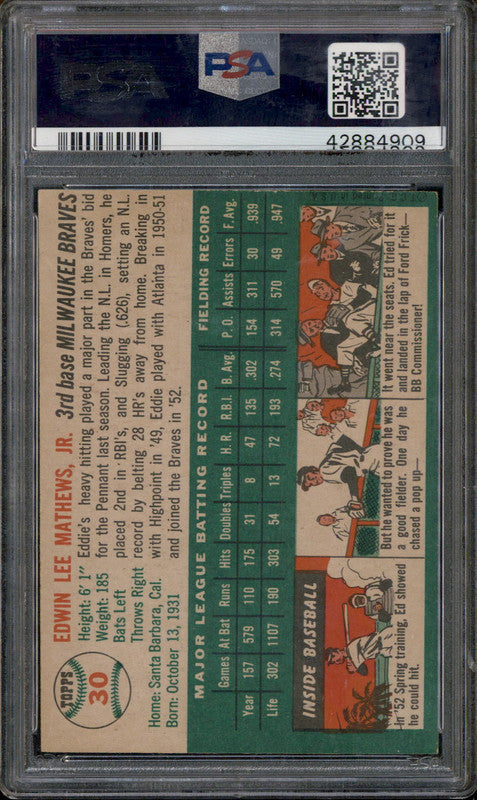 PSA
PSA
42884909
TOPPS
30
EDWIN LEE MATHEWS, JR. 3rd base MILWAUKEE BRAVES
Height: 6' 1"
Weight: 185
Bats Left
Throws Right
Home: Santa Barbara, Cal.
Born: October 13, 1931
Eddie's heavy hitting played a major part in the Braves' bid
for the Pennant last season. Leading the N.L. in Homers, he
placed 2nd in RBI's, and Slugging (.626), setting an N.L.
record by belting 28 HR's away from home. Breaking in
with Highpoint in '49, Eddie played with Atlanta in 1950-51
and joined the Braves in '52.
MAJOR LEAGUE BATTING RECORD FIELDING RECORD
Games At Bat Runs Hits Doubles Triples H.R. R.B.I. B. Avg. P. O. Assists Errors F. Avg.
Year 157 579 110 175 31 8 47 135 .302 154 311 30 .939
Life 302 1107 190 303 54 13 72 193 .274 314 570 49 .947
INSIDE BASEBALL
In '52 Spring training, Ed showed
he could hit.
But he wanted to prove he was
a good fielder. One day he
chased a pop up—
It went near the seats. Ed tried for it
and landed in the lap of Ford Frick—
BB Commissioner!